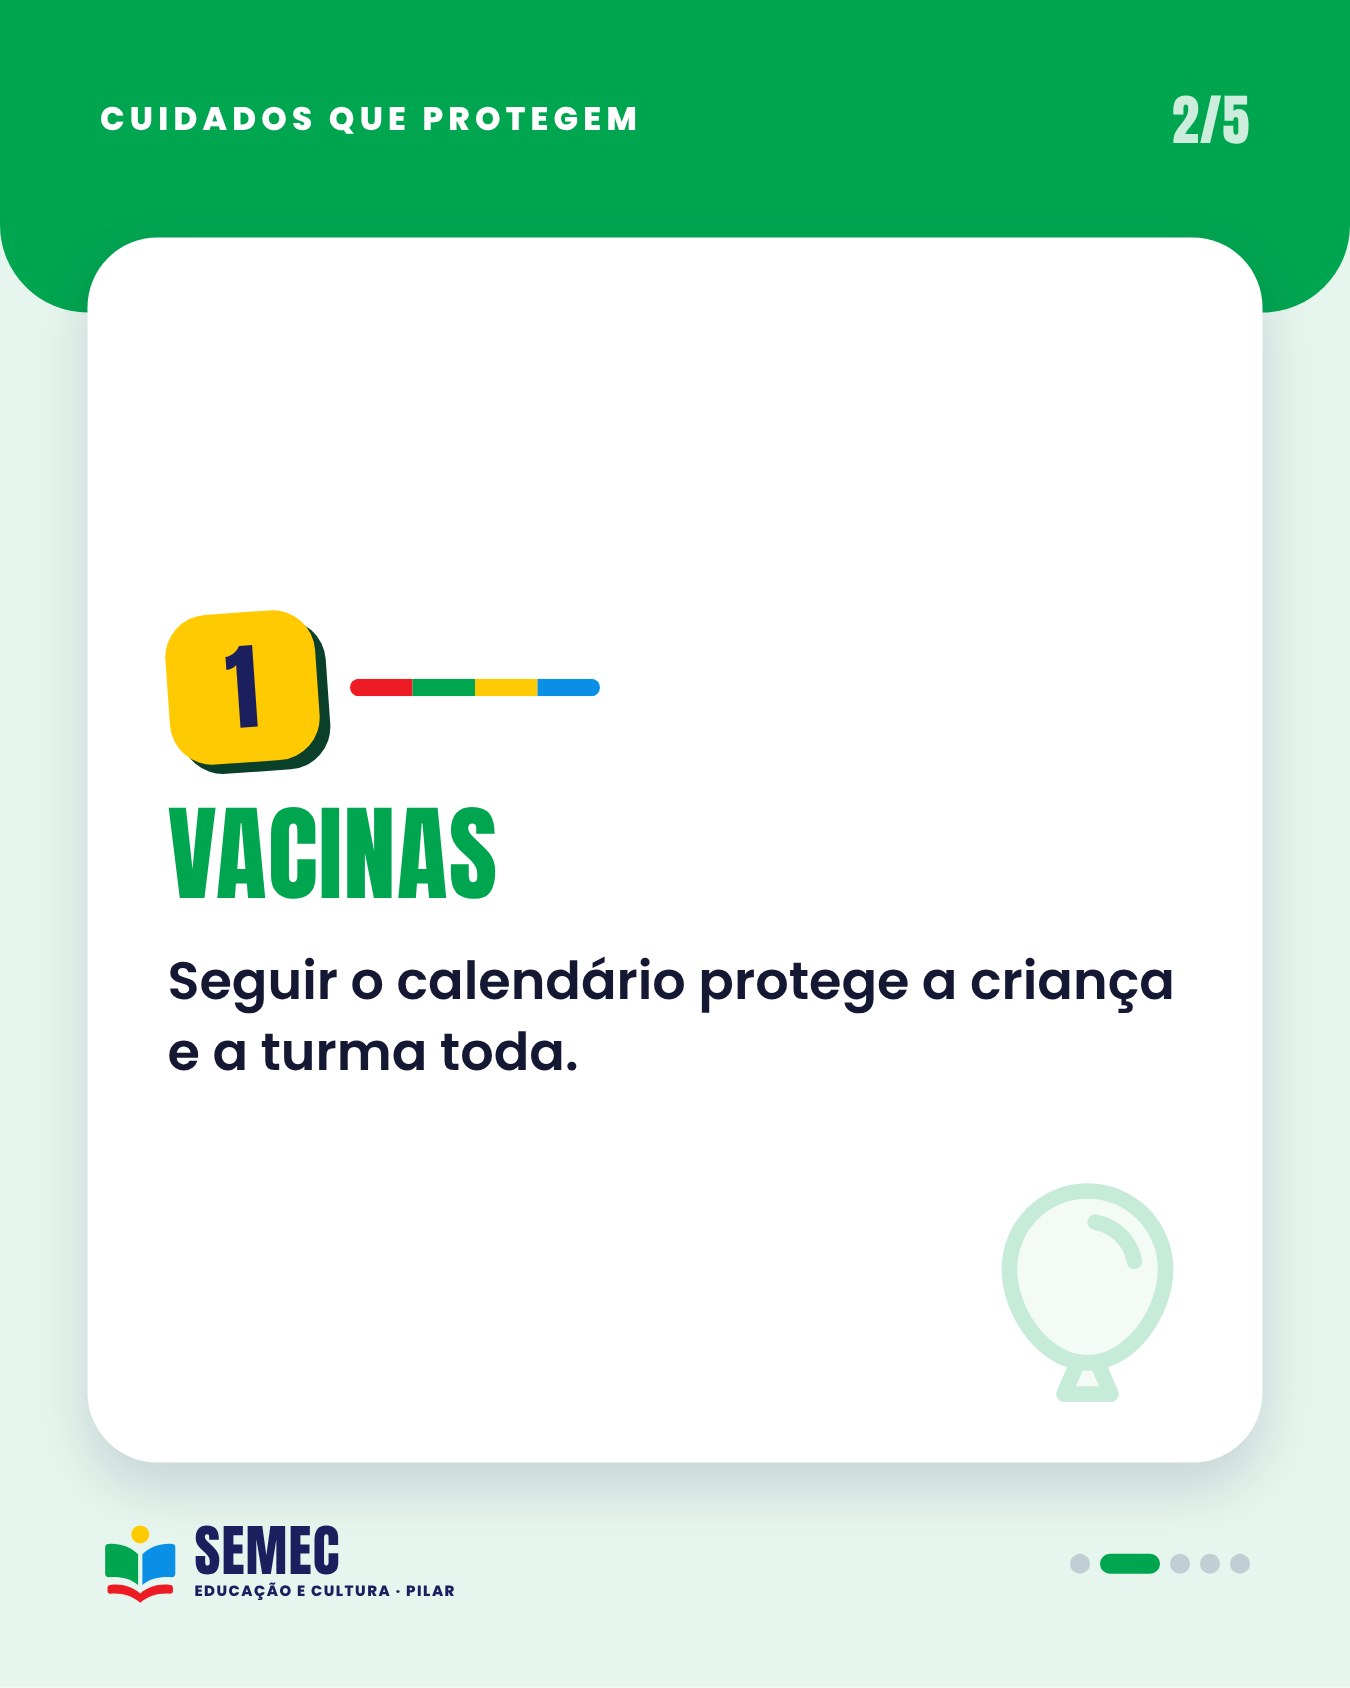 CUIDADOS QUE PROTEGEM
2/5
1
VACINAS
Seguir o calendário protege a criança
e a turma toda.
SEMEC
EDUCAÇÃO E CULTURA · PILAR